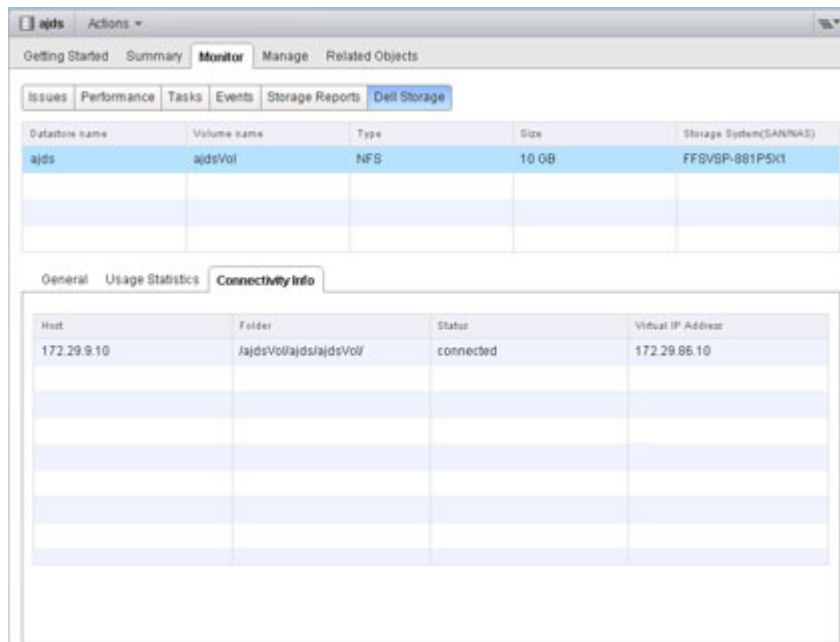 ajds Actions
Getting Started Summary Monitor Manage Related Objects
Issues Performance Tasks Events Storage Reports Dell Storage
Datastore name Volume name Type Size Storage System(SAN/NAS)
ajds ajdsVol NFS 10 GB FFSVSP-881P5X1
General Usage Statistics Connectivity Info
Host Folder Status Virtual IP Address
172.29.9.10 /ajdsVol/ajds/ajdsVol/ connected 172.29.86.10